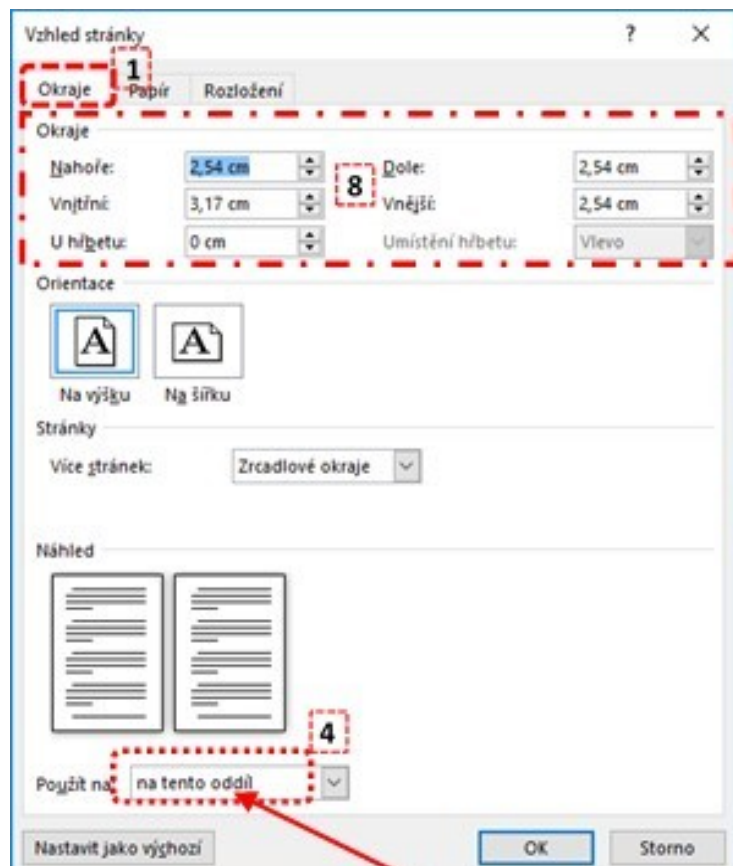 Vzhled stránky ? ×
1
Okraje Papír Rozložení
Okraje
Nahoře: 2,54 cm Dole: 2,54 cm
8
Vnitřní: 3,17 cm Vnější: 2,54 cm
U hřbetu: 0 cm Umístění hřbetu: Vlevo
Orientace
A A
Na výšku Na šířku
Stránky
Více stránek: Zrcadlové okraje
Náhled
4
Použít na: na tento oddíl
Nastavit jako výchozí OK Storno